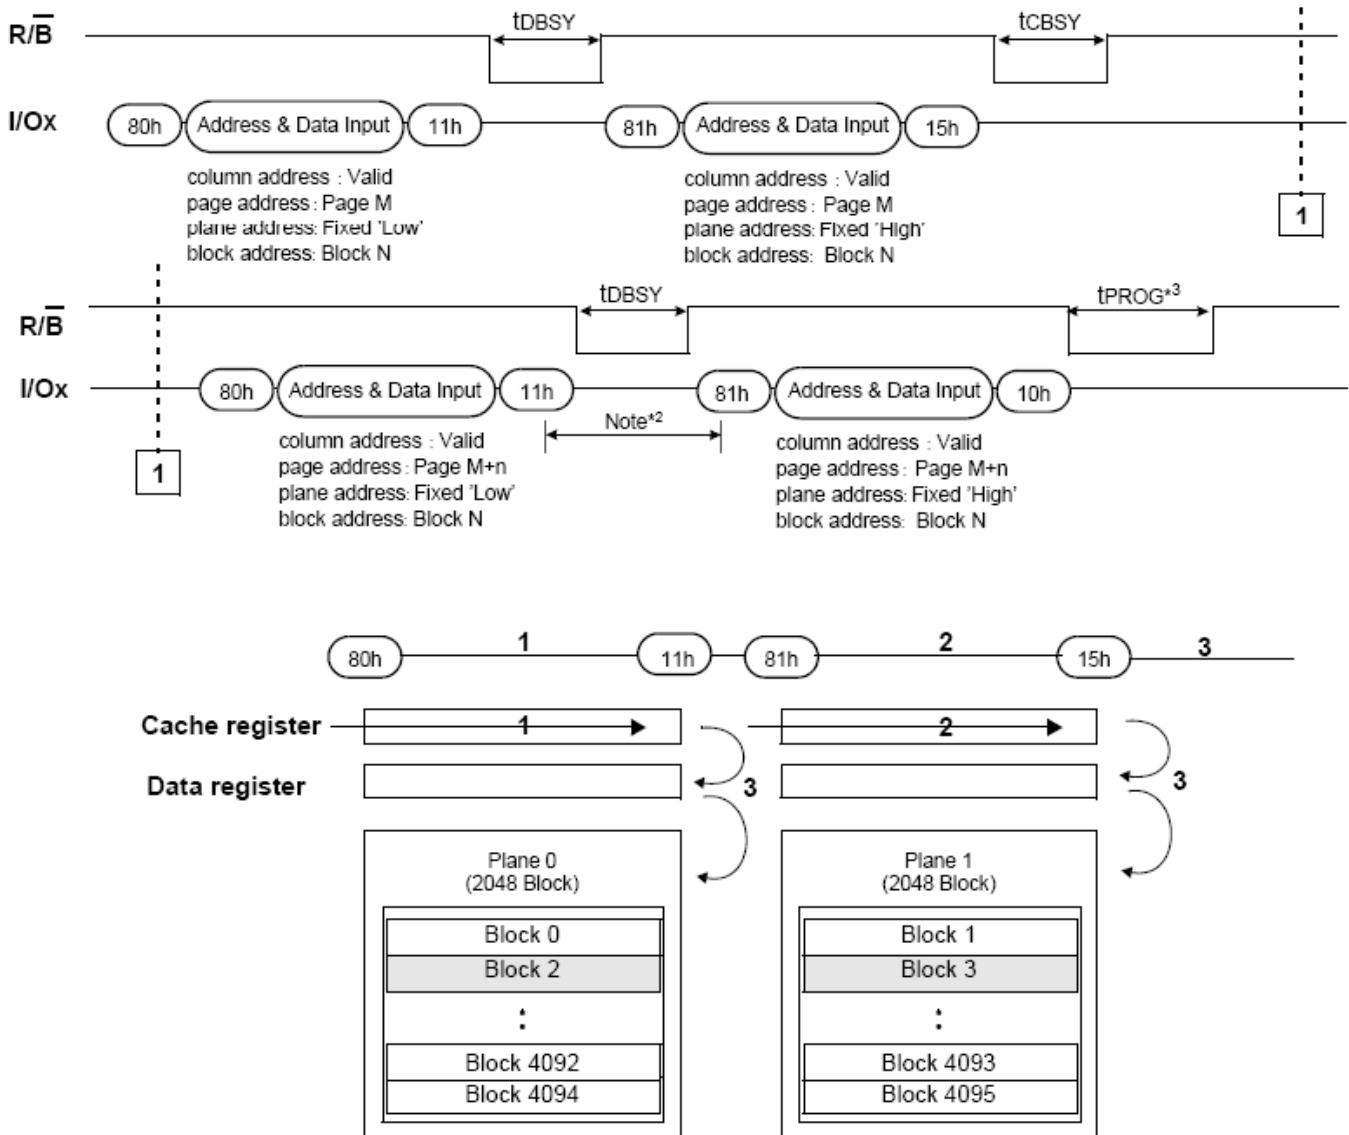 R/B tDBSY tCBSY
I/Ox 80h Address & Data Input 11h 81h Address & Data Input 15h
column address : Valid
page address : Page M
plane address: Fixed 'Low'
block address: Block N
column address : Valid
page address : Page M
plane address: Fixed 'High'
block address: Block N
1
R/B tDBSY tPROG*3
I/Ox 80h Address & Data Input 11h 81h Address & Data Input 10h
Note*2
1
column address : Valid
page address : Page M+n
plane address: Fixed 'Low'
block address: Block N
column address : Valid
page address : Page M+n
plane address: Fixed 'High'
block address: Block N
80h 1 11h 81h 2 15h 3
Cache register 1 2
Data register 3 3
Plane 0
(2048 Block)
Block 0
Block 2
:
Block 4092
Block 4094
Plane 1
(2048 Block)
Block 1
Block 3
:
Block 4093
Block 4095